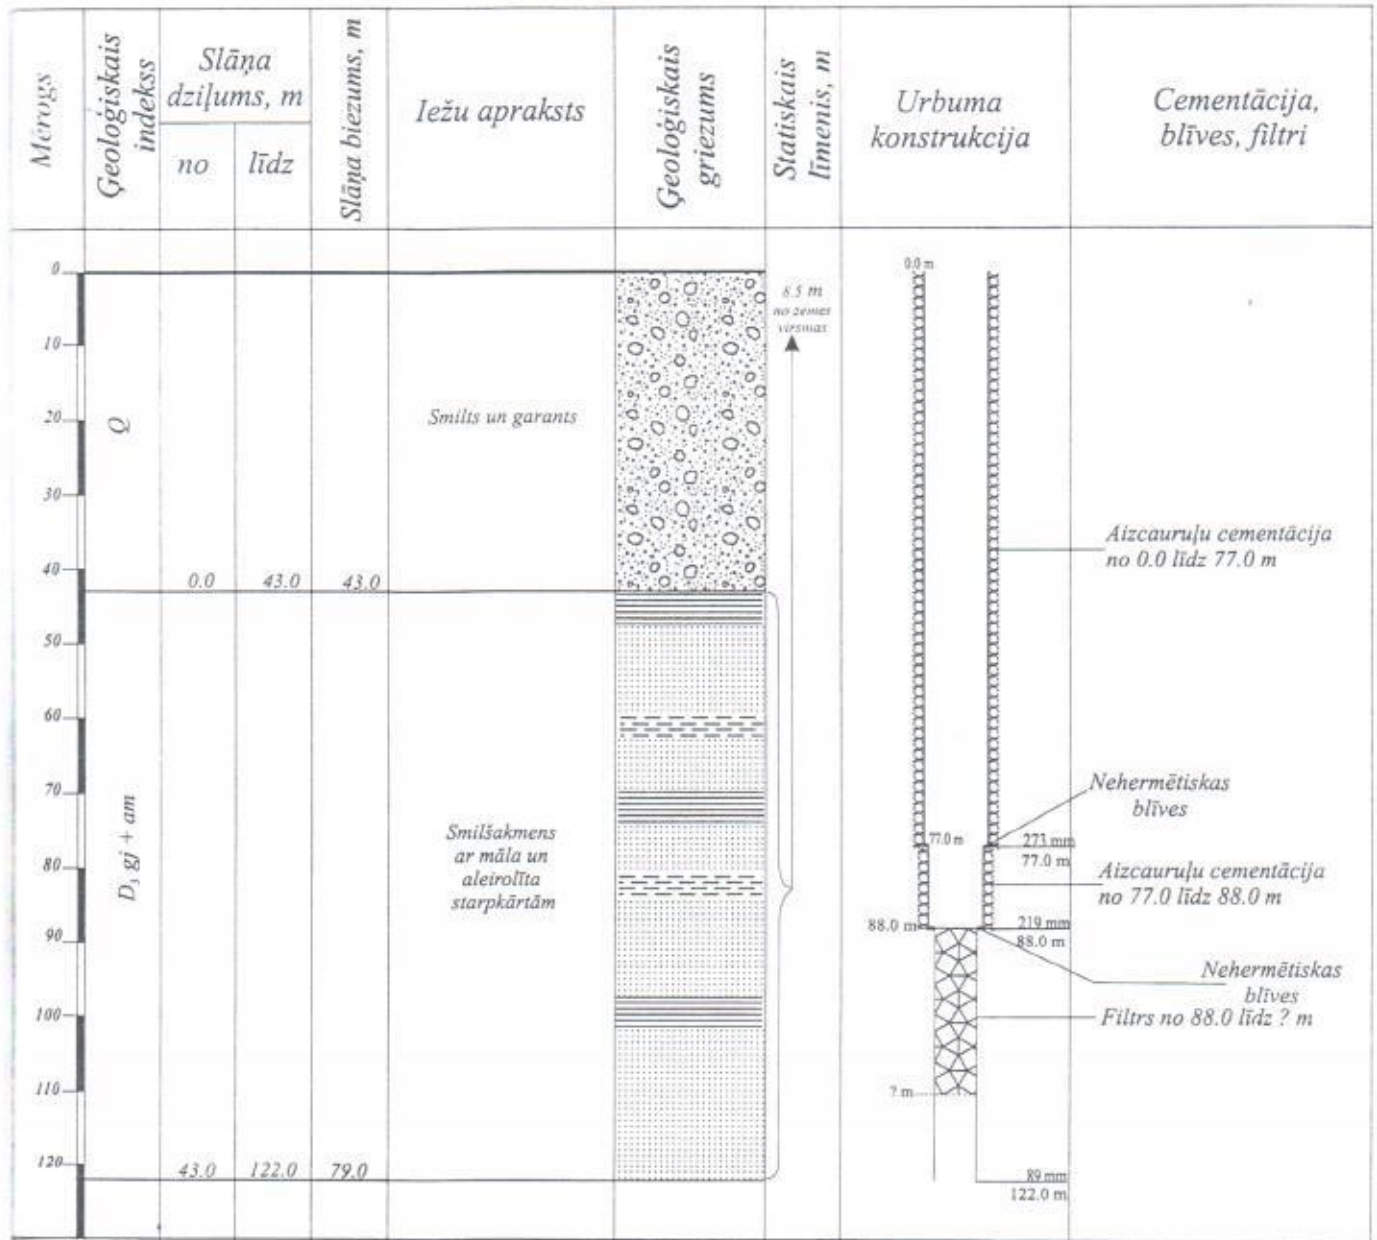 Mērogs
Ģeoloģiskais
indekss
Slāņa
dziļums, m
no
līdz
Slāņa biezums, m
Iežu apraksts
Ģeoloģiskais
griezums
Statiskais
līmenis, m
Urbuma
konstrukcija
Cementācija,
blīves, filtri
0
10
20
30
40
50
60
70
80
90
100
110
120
Q
Smilts un garants
0.0 43.0 43.0
D₃ gj + am
Smilšakmens
ar māla un
aleirolīta
starpkārtām
43.0 122.0 79.0
8.5 m
no zemes
virsmas
0.0 m
77.0 m
273 mm
77.0 m
88.0 m
219 mm
88.0 m
? m
89 mm
122.0 m
Aizcauruļu cementācija
no 0.0 līdz 77.0 m
Nehermētiskas
blīves
Aizcauruļu cementācija
no 77.0 līdz 88.0 m
Nehermētiskas
blīves
Filtrs no 88.0 līdz ? m